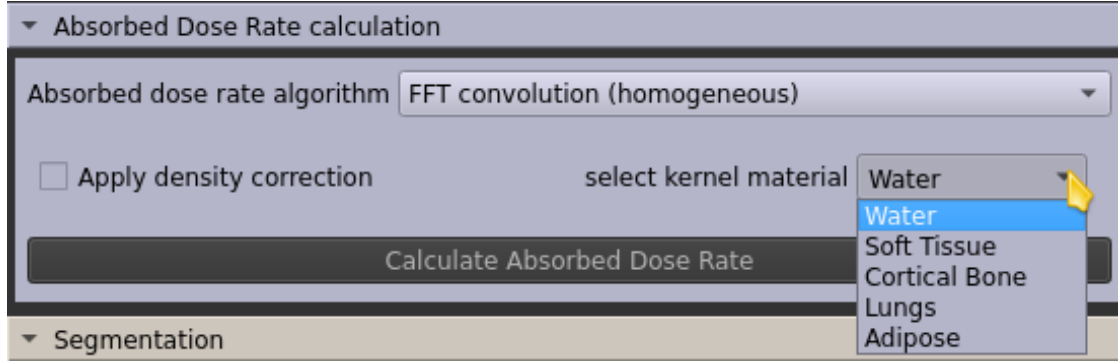 Absorbed Dose Rate calculation
Absorbed dose rate algorithm FFT convolution (homogeneous)
Apply density correction select kernel material Water
Water
Soft Tissue
Calculate Absorbed Dose Rate
Cortical Bone
Lungs
Adipose
Segmentation